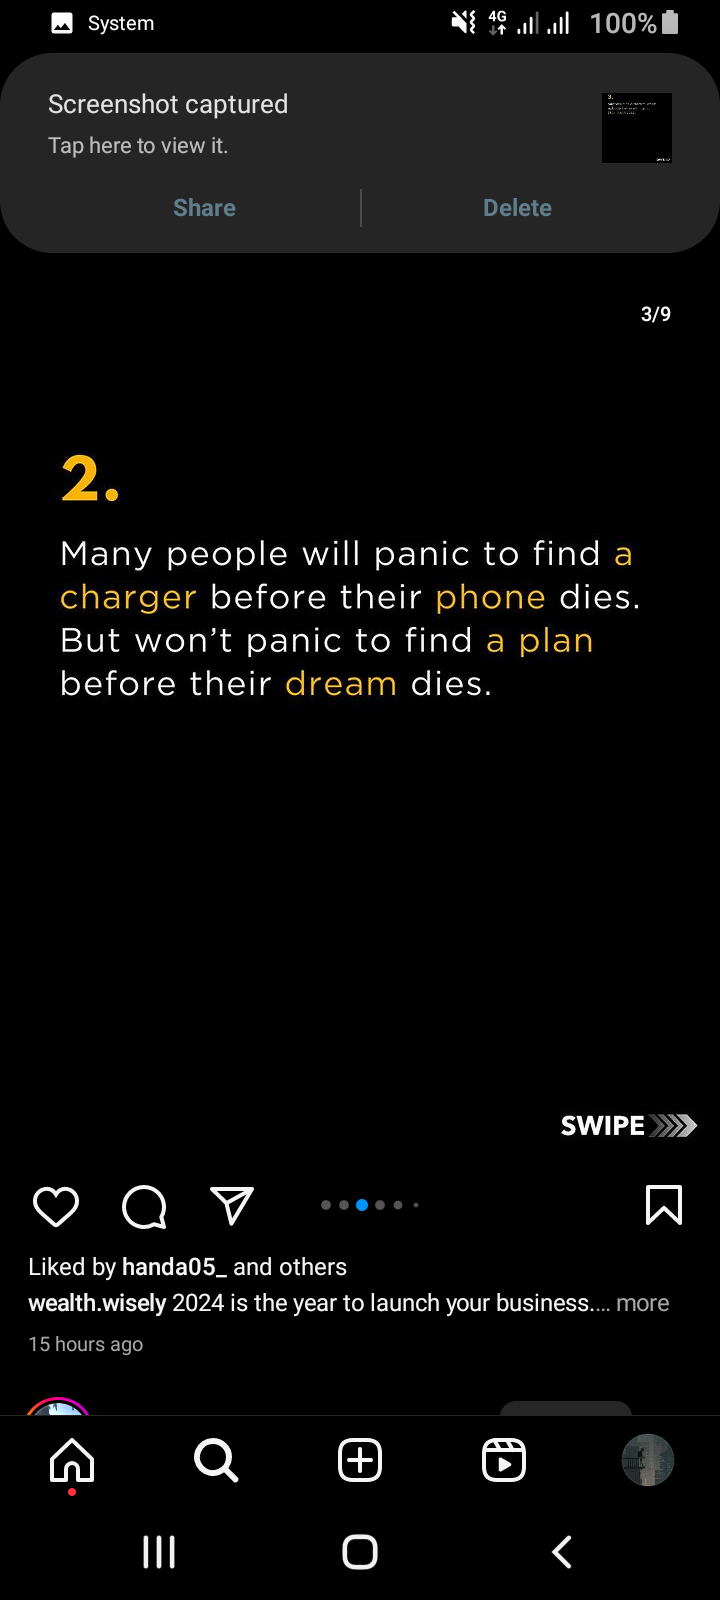 System
4G
100%
Screenshot captured
Tap here to view it.
Share
Delete
3/9
2.
Many people will panic to find a
charger before their phone dies.
But won’t panic to find a plan
before their dream dies.
SWIPE
Liked by handa05_ and others
wealth.wisely 2024 is the year to launch your business.... more
15 hours ago